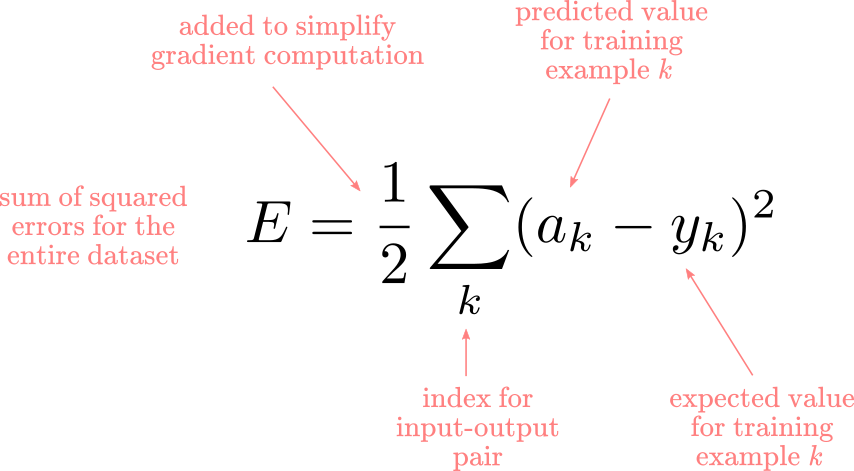 added to simplify
gradient computation
predicted value
for training
example k
sum of squared
errors for the
entire dataset
E = 1/2 ∑_k (a_k − y_k)^2
index for
input-output
pair
expected value
for training
example k